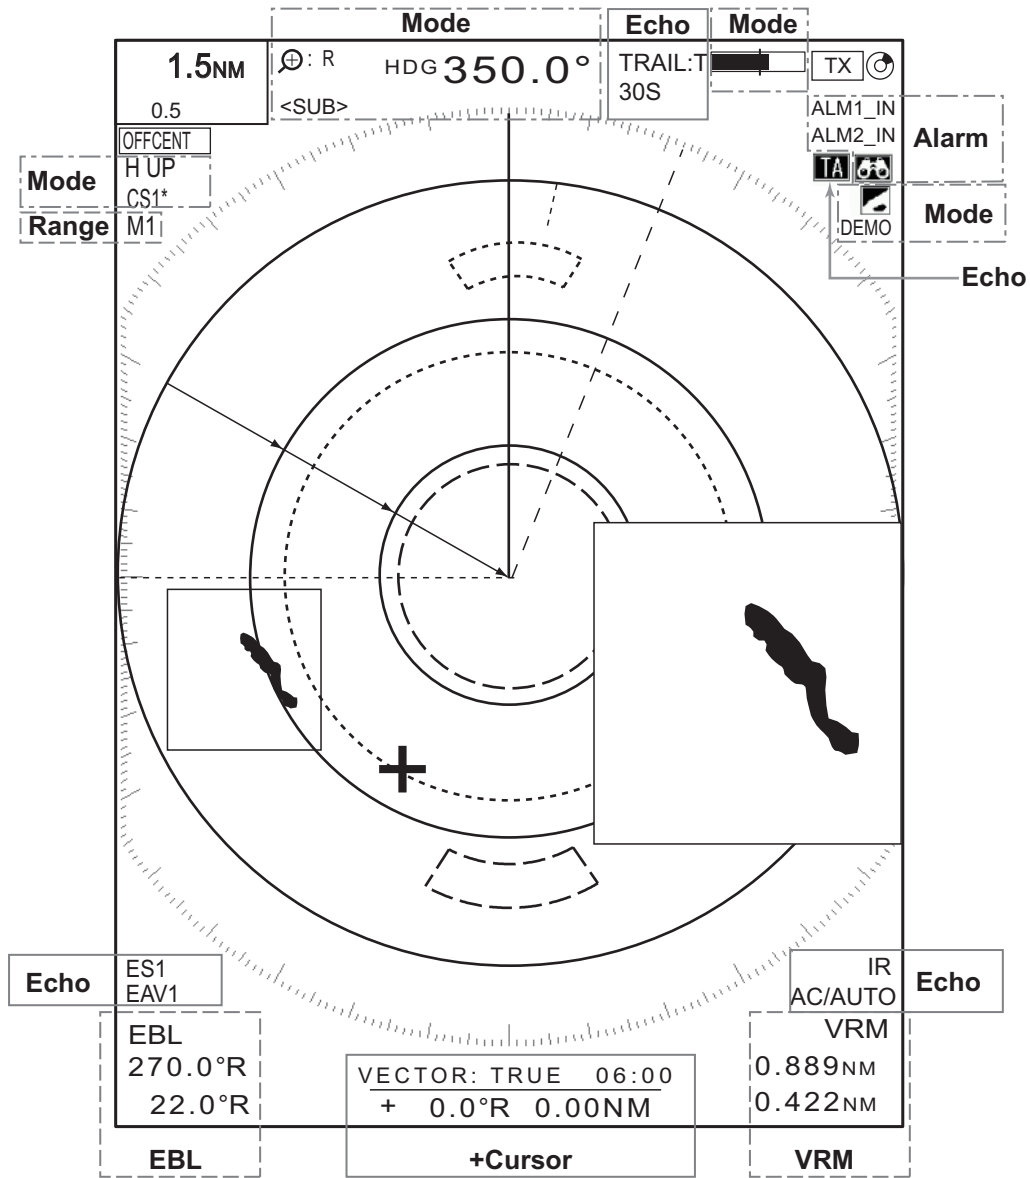 Mode
Echo
Mode
1.5NM
0.5
: R
HDG 350.0°
<SUB>
TRAIL:T
30S
TX
OFFCENT
ALM1_IN
ALM2_IN
Alarm
Mode
H UP
CS1*
TA
Range
M1
DEMO
Mode
Echo
Echo
ES1
EAV1
IR
AC/AUTO
Echo
EBL
270.0°R
22.0°R
EBL
VECTOR: TRUE 06:00
+ 0.0°R 0.00NM
+Cursor
VRM
0.889NM
0.422NM
VRM